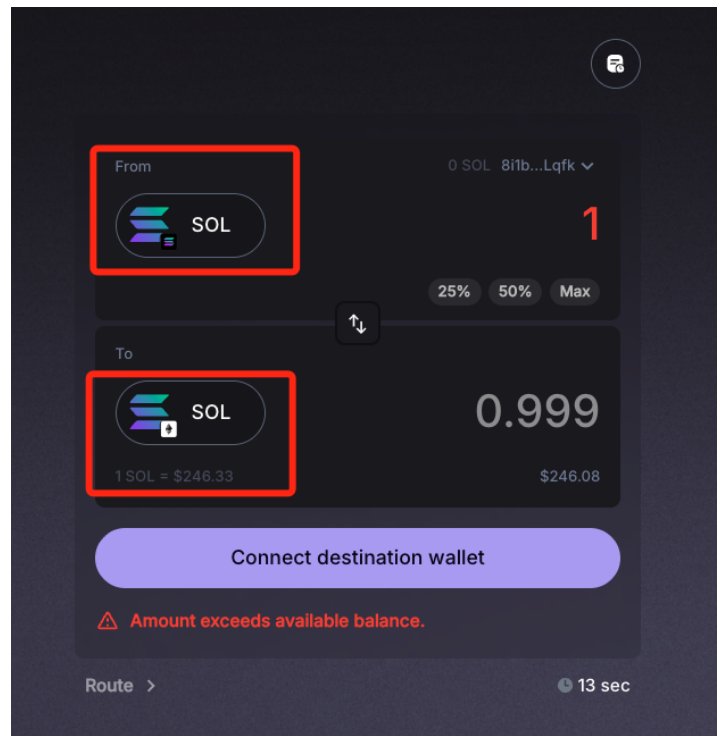 From
0 SOL 8i1b...Lqfk
SOL
1
25% 50% Max
To
SOL
0.999
1 SOL = $246.33
$246.08
Connect destination wallet
Amount exceeds available balance.
Route >
13 sec